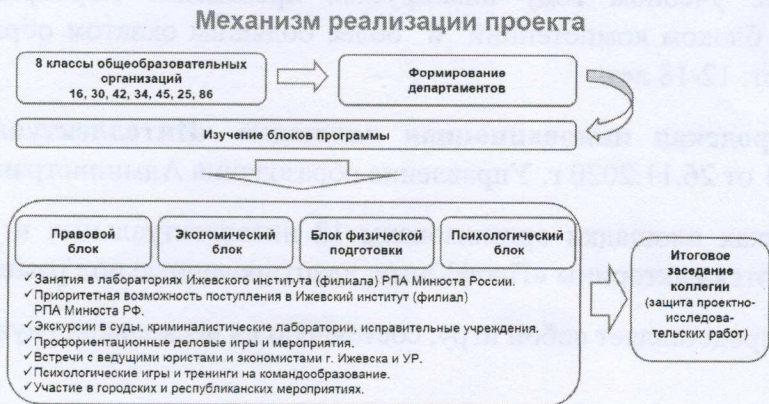 Механизм реализации проекта
8 классы общеобразовательных
организаций
16, 30, 42, 34, 45, 25, 86
Формирование
департаментов
Изучение блоков программы
Правовой
блок
Экономический
блок
Блок физической
подготовки
Психологический
блок
✓Занятия в лабораториях Ижевского института (филиала) РПА Минюста России.
✓Приоритетная возможность поступления в Ижевский институт (филиал)
РПА Минюста РФ.
✓Экскурсии в суды, криминалистические лаборатории, исправительные учреждения.
✓Профориентационные деловые игры и мероприятия.
✓Встречи с ведущими юристами и экономистами г. Ижевска и УР.
✓Психологические игры и тренинги на командообразование.
✓Участие в городских и республиканских мероприятиях.
Итоговое
заседание
коллегии
(защита проектно-
исследова-
тельских работ)